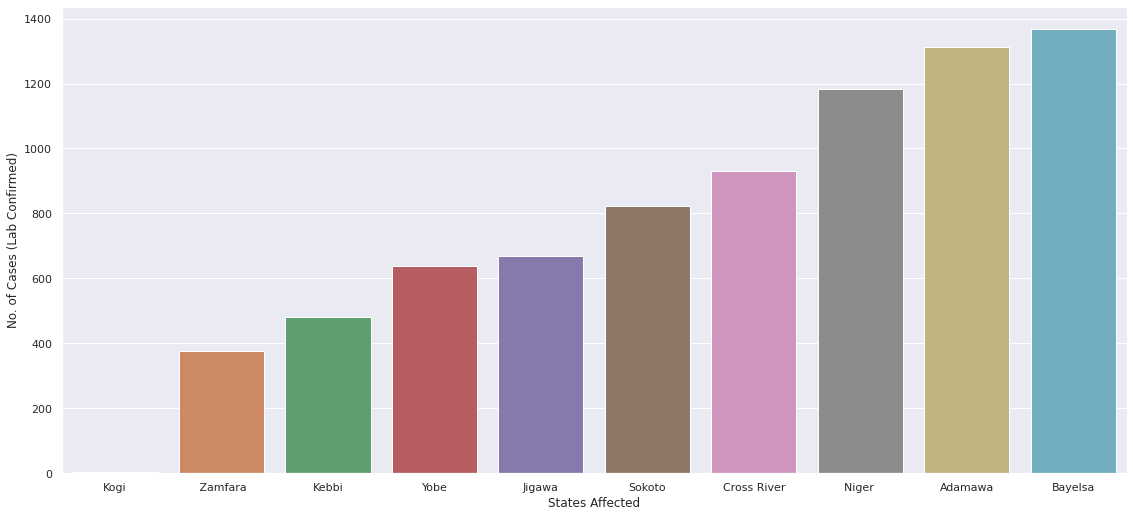 No. of Cases (Lab Confirmed)
1400
1200
1000
800
600
400
200
0
Kogi Zamfara Kebbi Yobe Jigawa Sokoto Cross River Niger Adamawa Bayelsa
States Affected